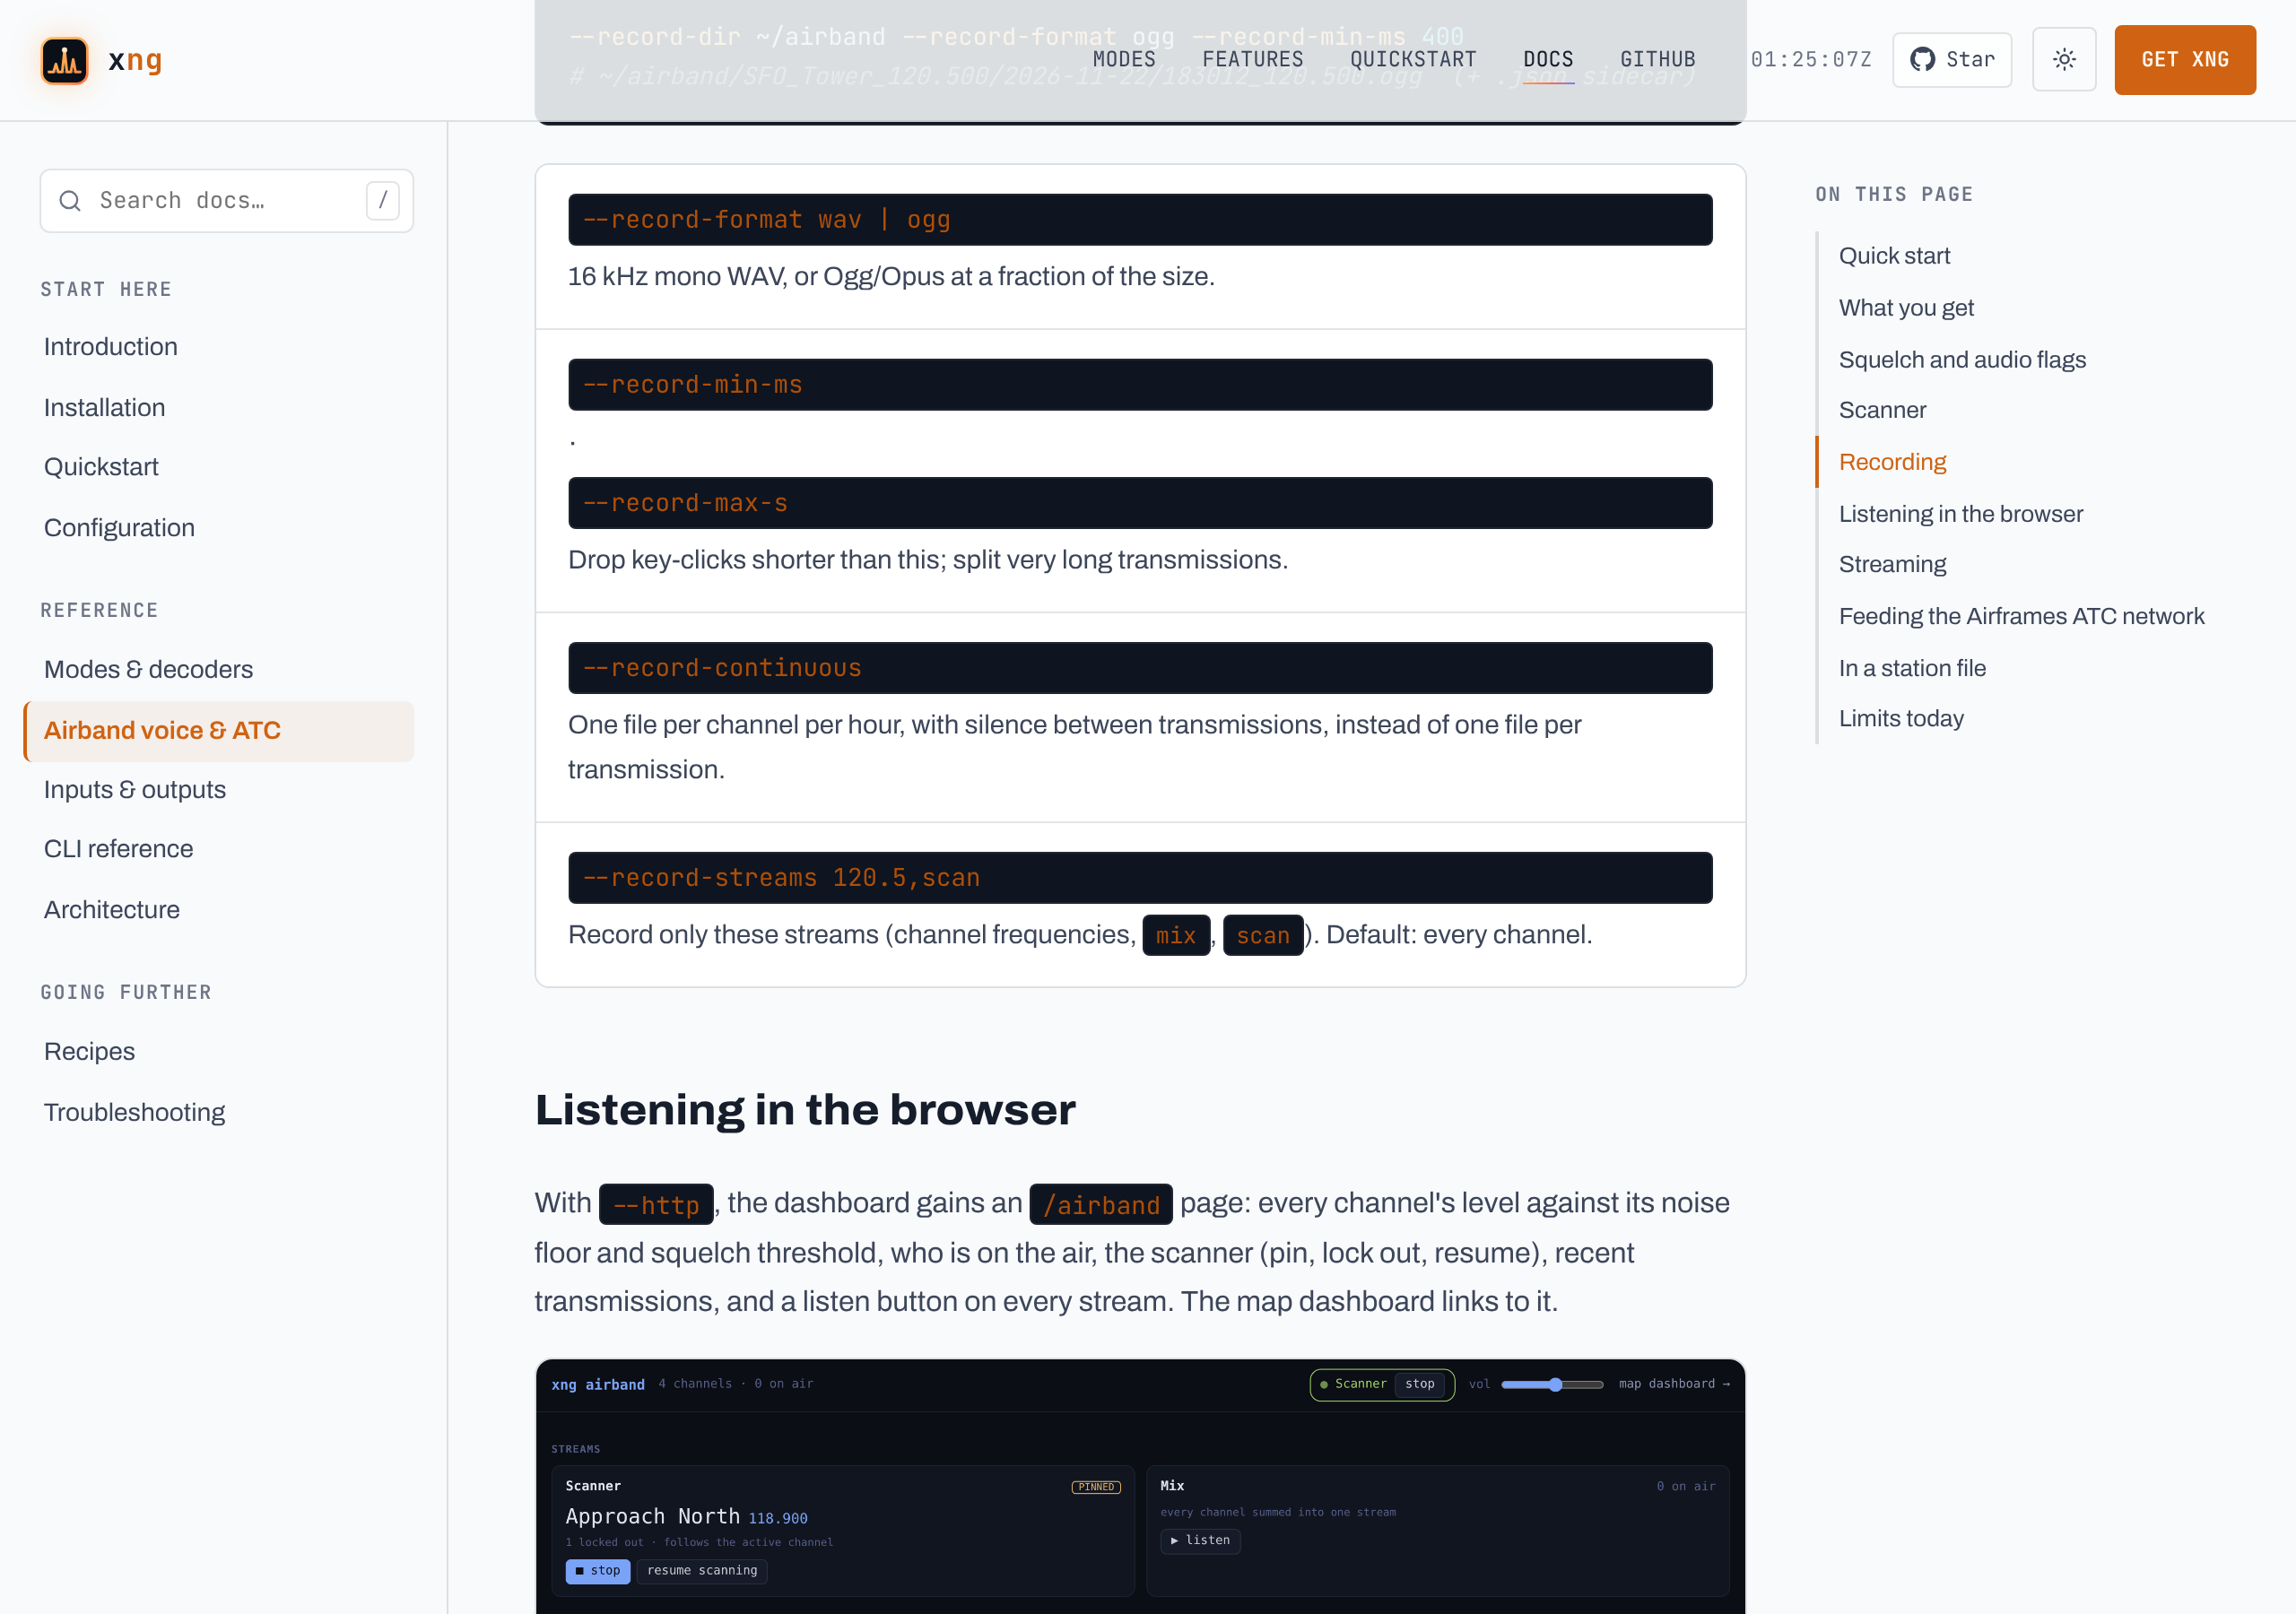 xng
--record-dir ~/airband --record-format ogg --record-min-ms 400
# ~/airband/SFO_Tower_120.500/2026-11-22/183012_120.500.ogg (+ .json sidecar)
MODES
FEATURES
QUICKSTART
DOCS
GITHUB
01:25:07Z
Star
GET XNG
Search docs…
/
START HERE
Introduction
Installation
Quickstart
Configuration
REFERENCE
Modes & decoders
Airband voice & ATC
Inputs & outputs
CLI reference
Architecture
GOING FURTHER
Recipes
Troubleshooting
--record-format wav | ogg
16 kHz mono WAV, or Ogg/Opus at a fraction of the size.
--record-min-ms
.
--record-max-s
Drop key-clicks shorter than this; split very long transmissions.
--record-continuous
One file per channel per hour, with silence between transmissions, instead of one file per
transmission.
--record-streams 120.5,scan
Record only these streams (channel frequencies, mix, scan). Default: every channel.
Listening in the browser
With --http, the dashboard gains an /airband page: every channel's level against its noise
floor and squelch threshold, who is on the air, the scanner (pin, lock out, resume), recent
transmissions, and a listen button on every stream. The map dashboard links to it.
xng airband 4 channels · 0 on air
● Scanner stop vol map dashboard →
STREAMS
Scanner PINNED
Approach North 118.900
1 locked out · follows the active channel
■ stop resume scanning
Mix 0 on air
every channel summed into one stream
▶ listen
ON THIS PAGE
Quick start
What you get
Squelch and audio flags
Scanner
Recording
Listening in the browser
Streaming
Feeding the Airframes ATC network
In a station file
Limits today